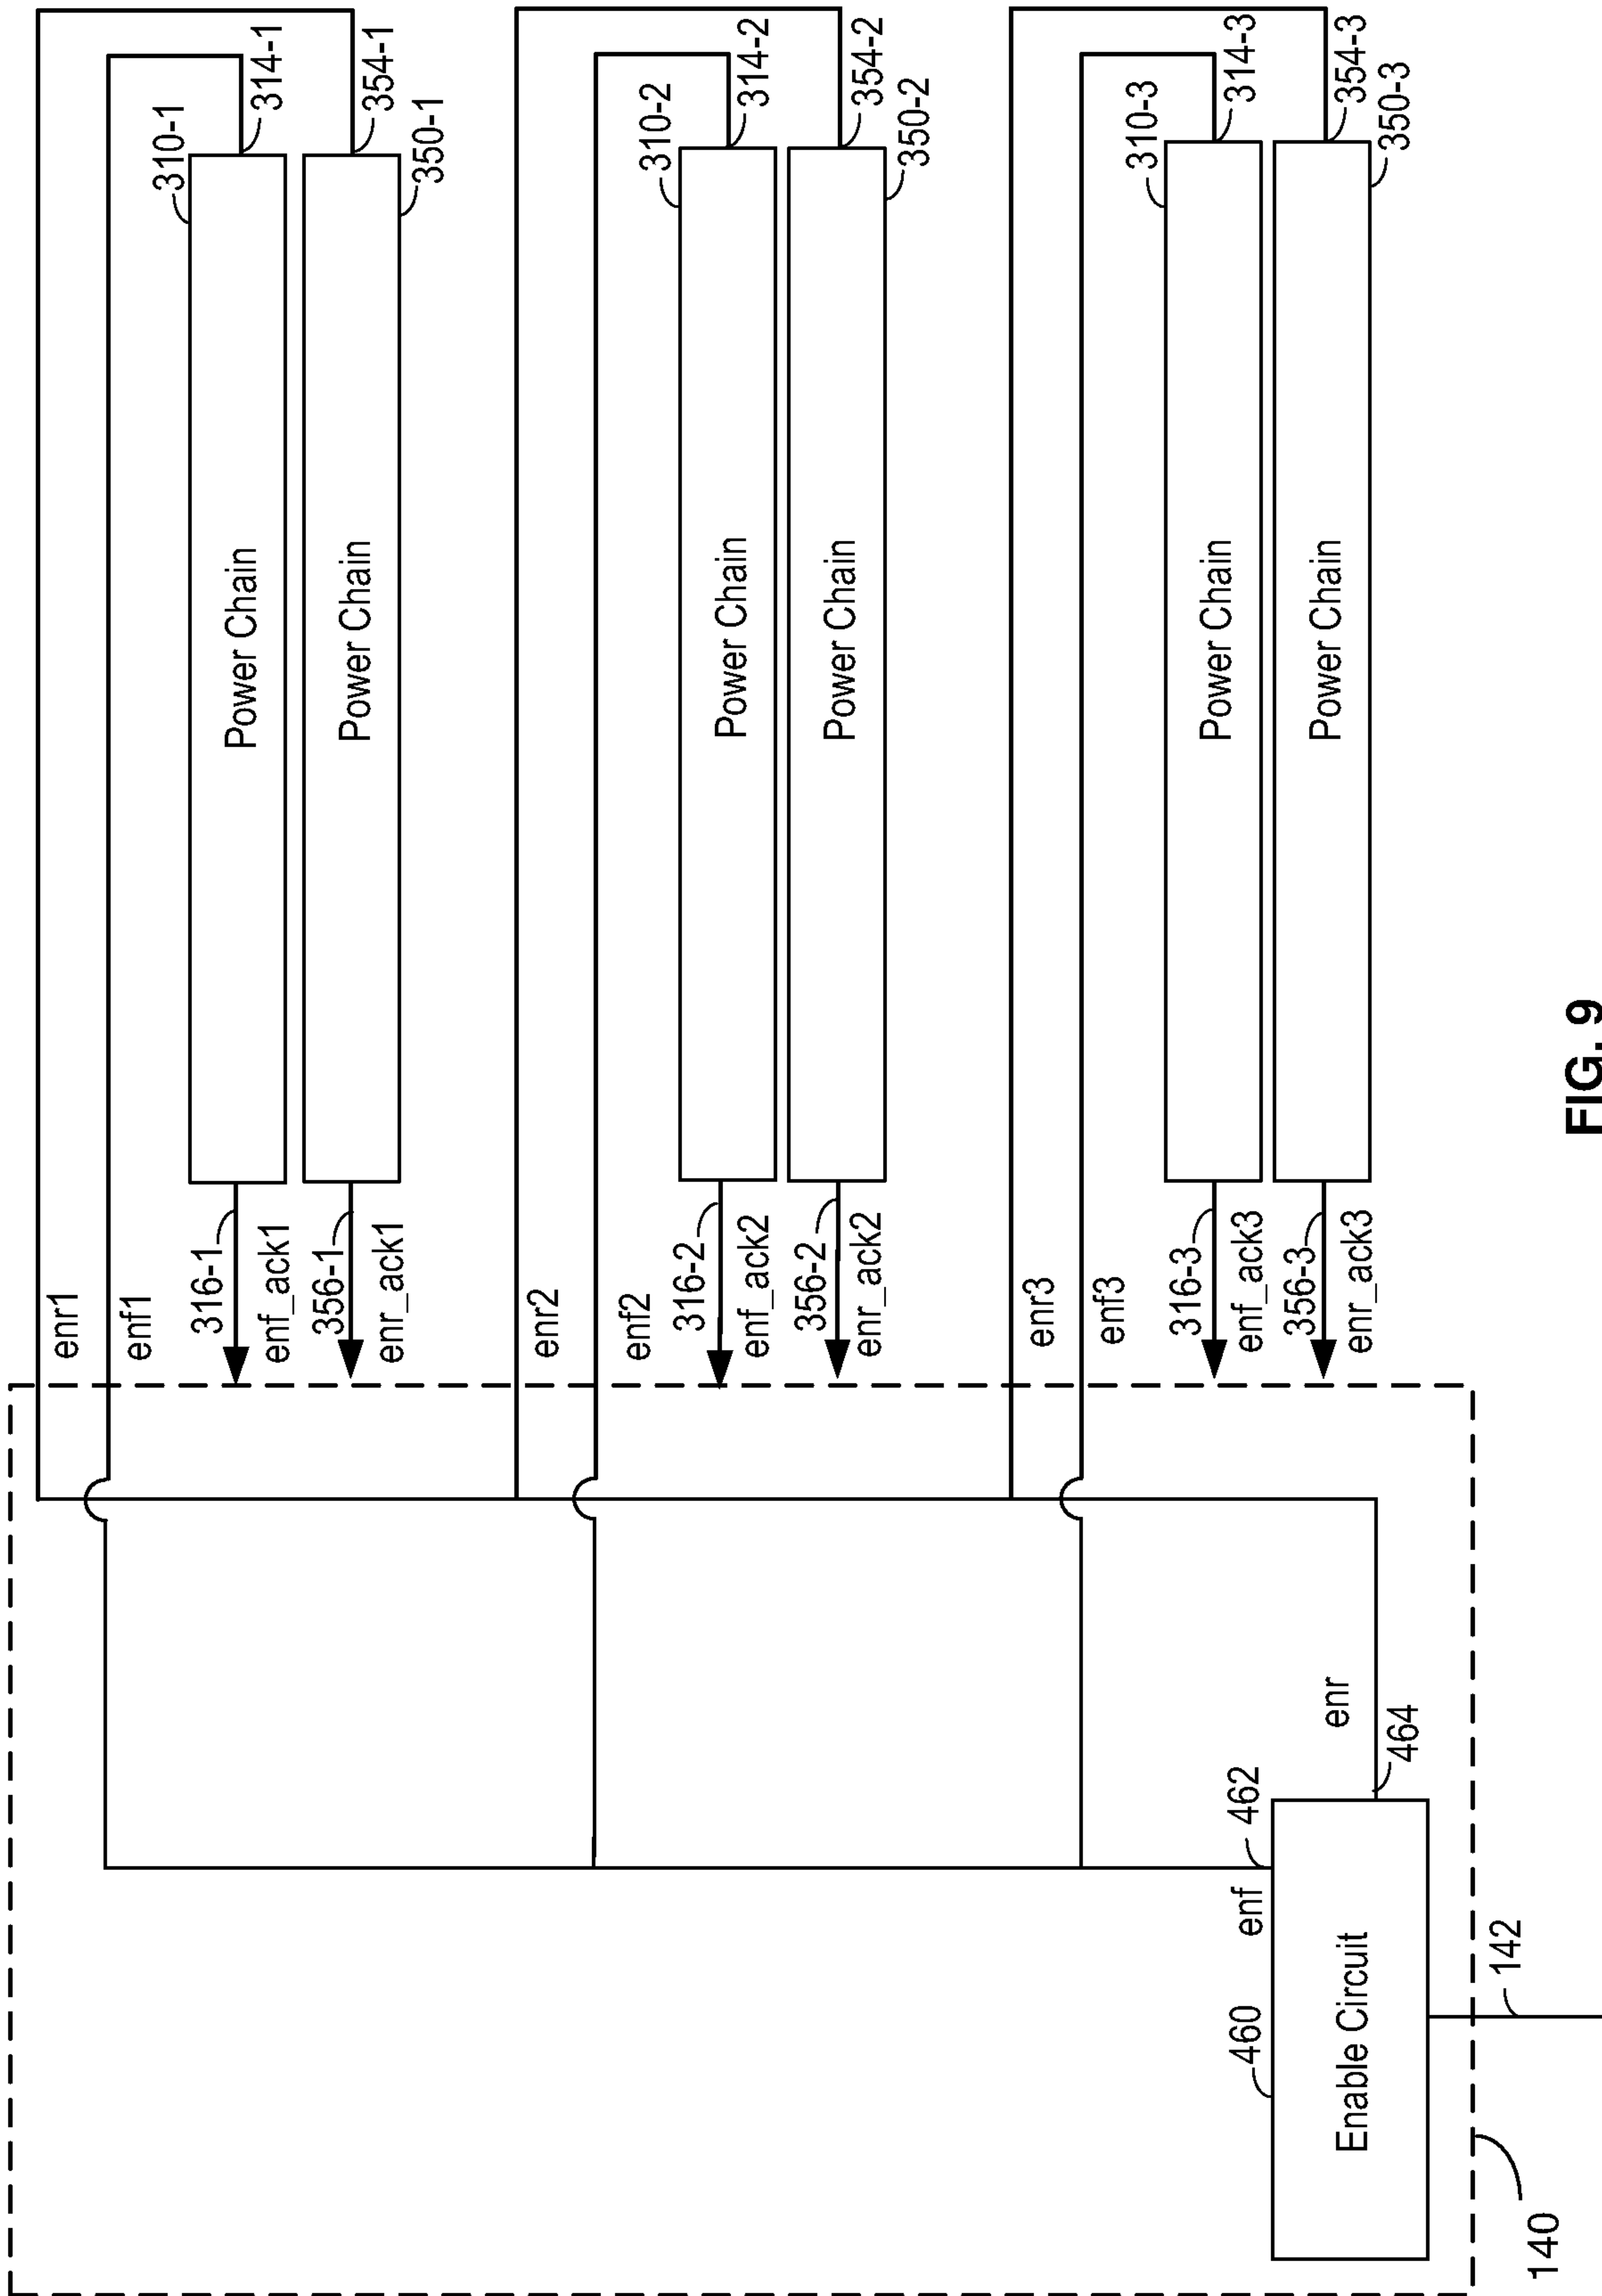 enr1
enf1
310-1
314-1
Power Chain
316-1
enf_ack1
354-1
350-1
Power Chain
356-1
enr_ack1
enr2
enf2
310-2
314-2
Power Chain
316-2
enf_ack2
354-2
350-2
Power Chain
356-2
enr_ack2
enr3
enf3
310-3
314-3
Power Chain
316-3
enf_ack3
354-3
350-3
Power Chain
356-3
enr_ack3
460
enf
462
enr
464
Enable Circuit
142
140
FIG. 9